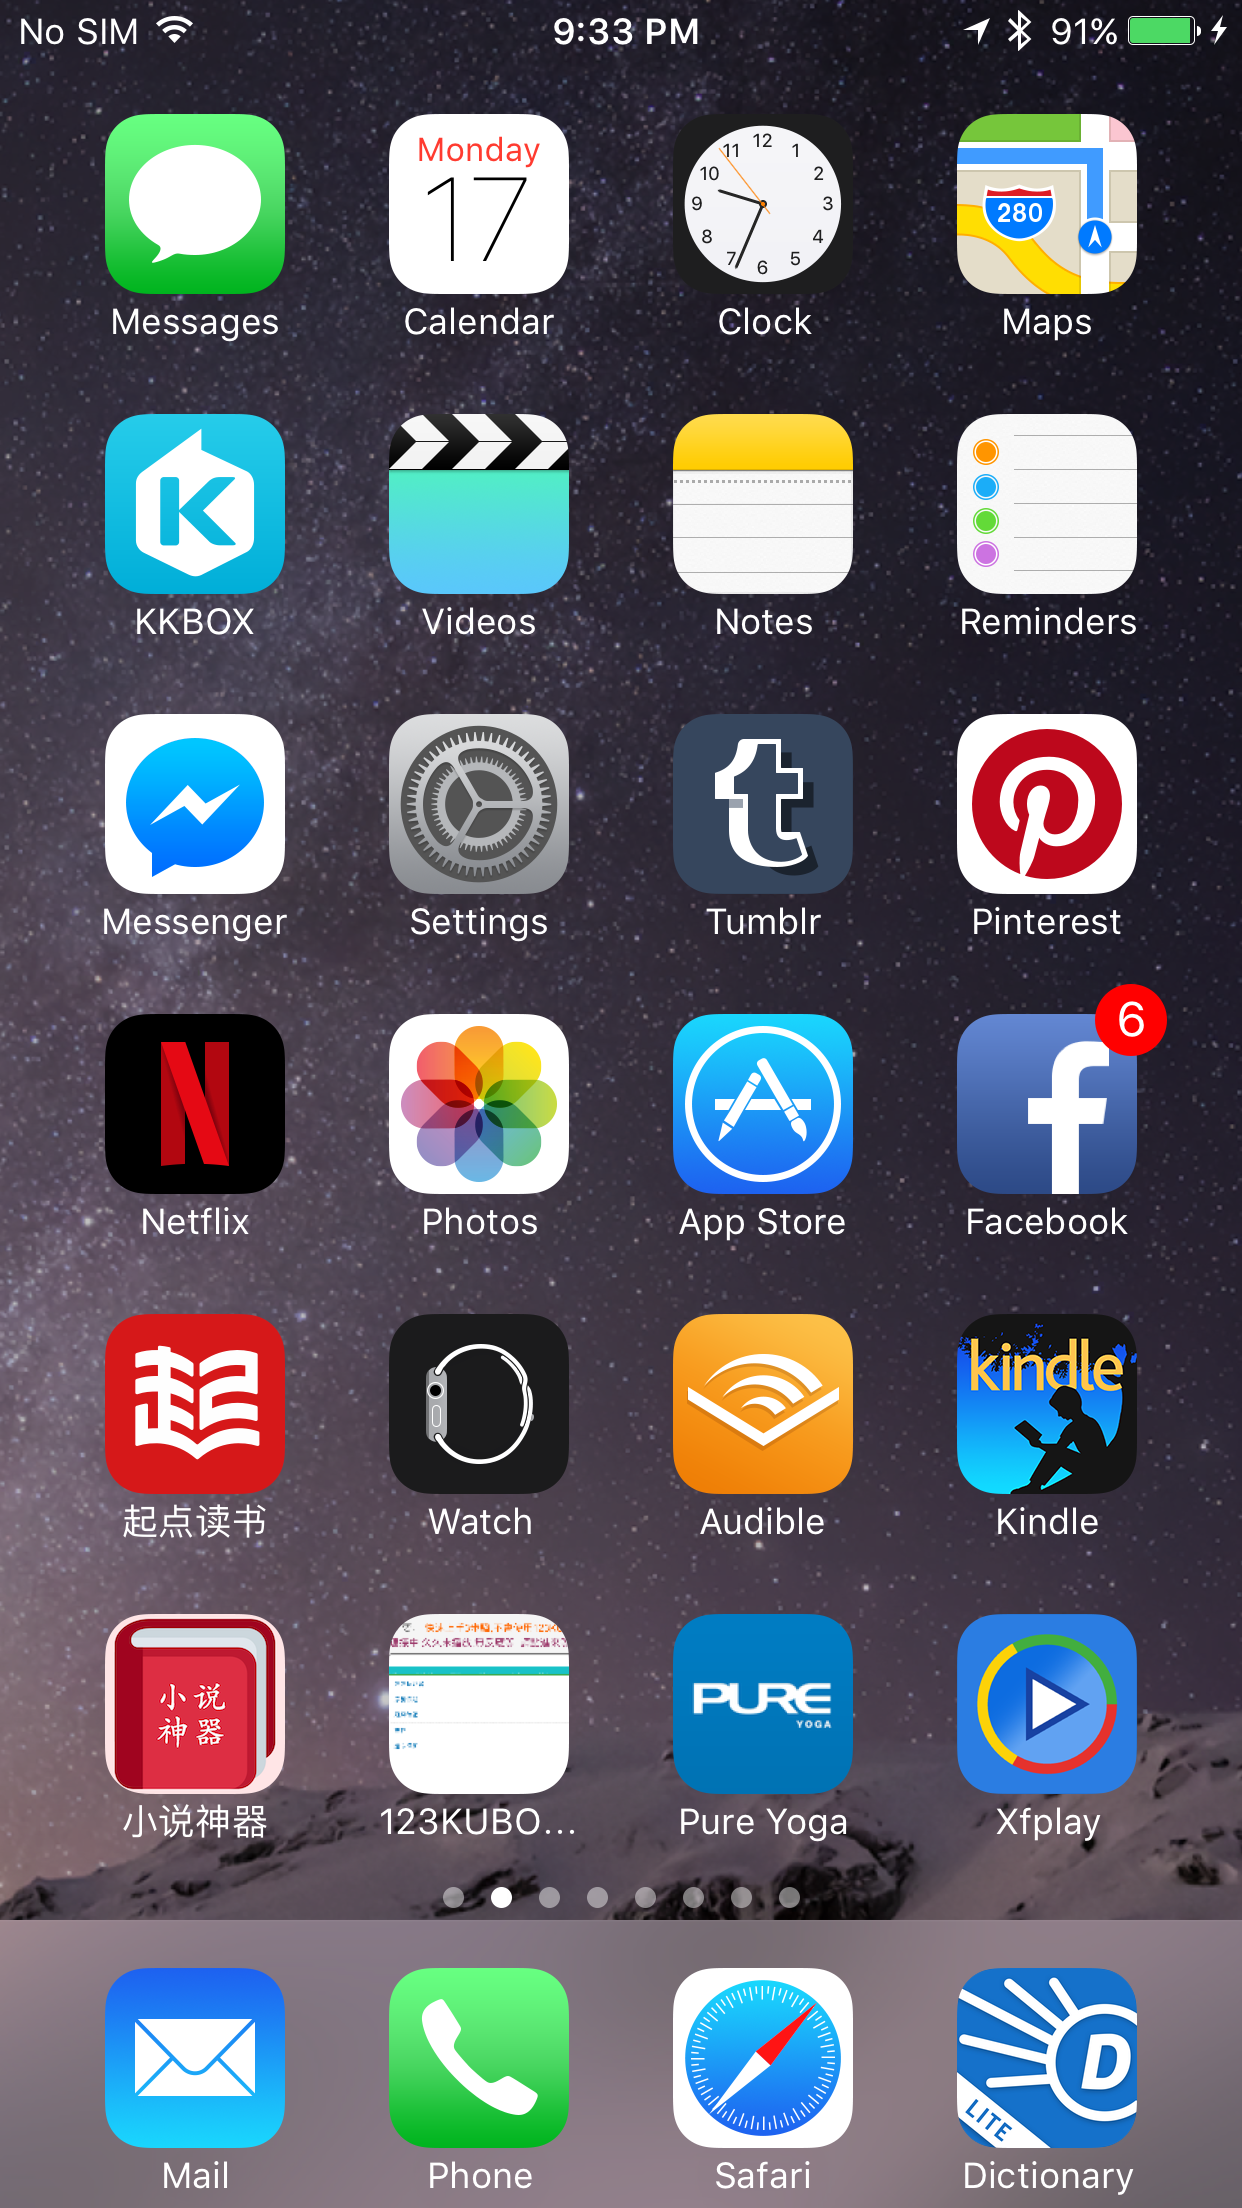 No SIM 9:33 PM 91%
Monday
17
12
11 1
10 2
9 3
8 4
7 5
6
280
Messages Calendar Clock Maps
K
KKBOX Videos Notes Reminders
t
Messenger Settings Tumblr Pinterest
6
N f
Netflix Photos App Store Facebook
起 kindle
起点读书 Watch Audible Kindle
小说
神器
PURE
YOGA
小说神器 123KUBO... Pure Yoga Xfplay
D
LITE
Mail Phone Safari Dictionary